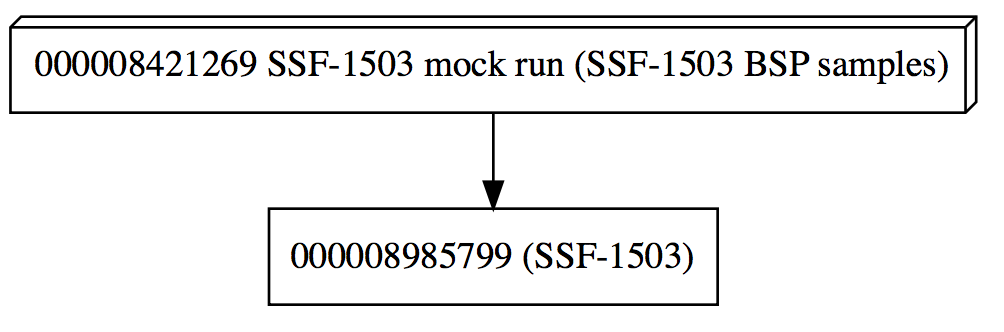 000008421269 SSF-1503 mock run (SSF-1503 BSP samples)
000008985799 (SSF-1503)